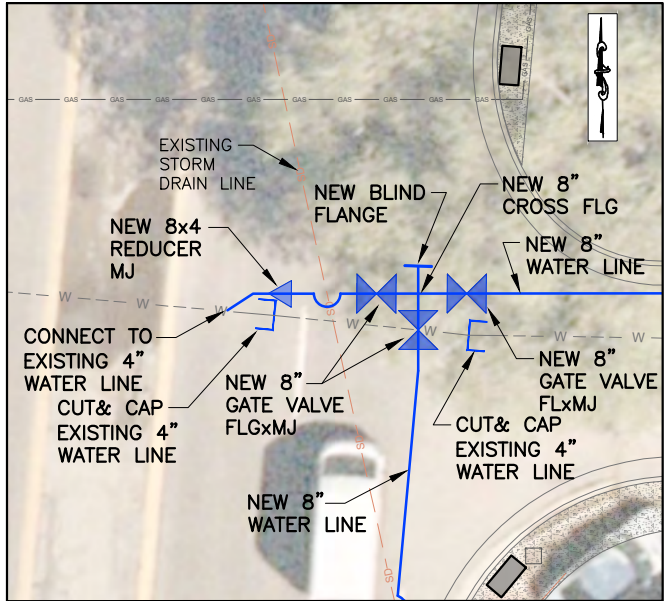 GAS GAS GAS GAS GAS GAS GAS GAS GAS GAS
EXISTING
STORM
DRAIN LINE
NEW BLIND
FLANGE
NEW 8"
CROSS FLG
NEW 8x4
REDUCER
MJ
NEW 8"
WATER LINE
W W W W W W
SD
CONNECT TO
EXISTING 4"
WATER LINE
CUT& CAP
EXISTING 4"
WATER LINE
NEW 8"
GATE VALVE
FLGxMJ
NEW 8"
GATE VALVE
FLxMJ
CUT& CAP
EXISTING 4"
WATER LINE
SD
NEW 8"
WATER LINE
SD